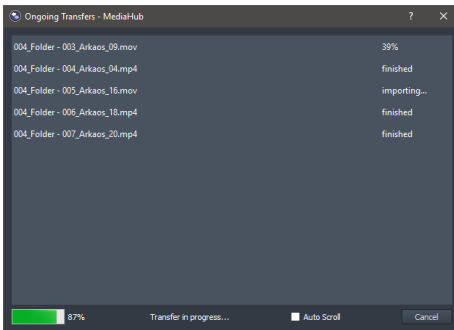 Ongoing Transfers - MediaHub ? ×
004_Folder - 003_Arkaos_09.mov 39%
004_Folder - 004_Arkaos_04.mp4 finished
004_Folder - 005_Arkaos_16.mov importing...
004_Folder - 006_Arkaos_18.mp4 finished
004_Folder - 007_Arkaos_20.mp4 finished
87% Transfer in progress... Auto Scroll Cancel